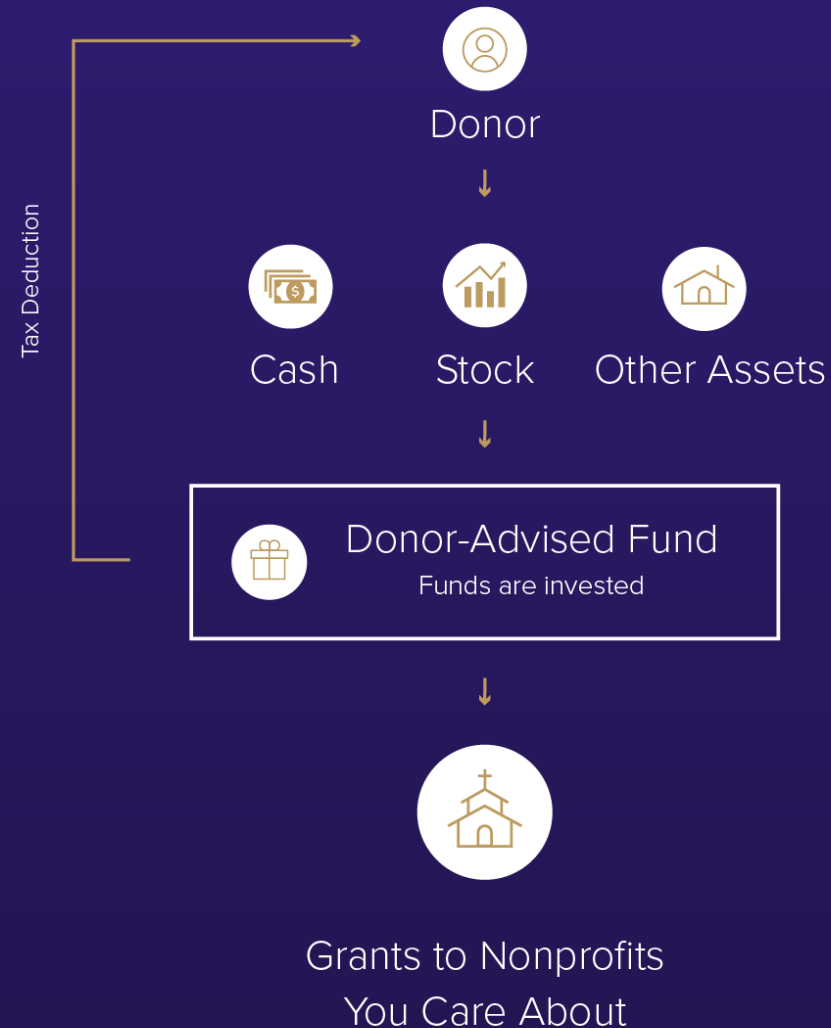 Donor
Tax Deduction
Cash
Stock
Other Assets
Donor-Advised Fund
Funds are invested
Grants to Nonprofits
You Care About